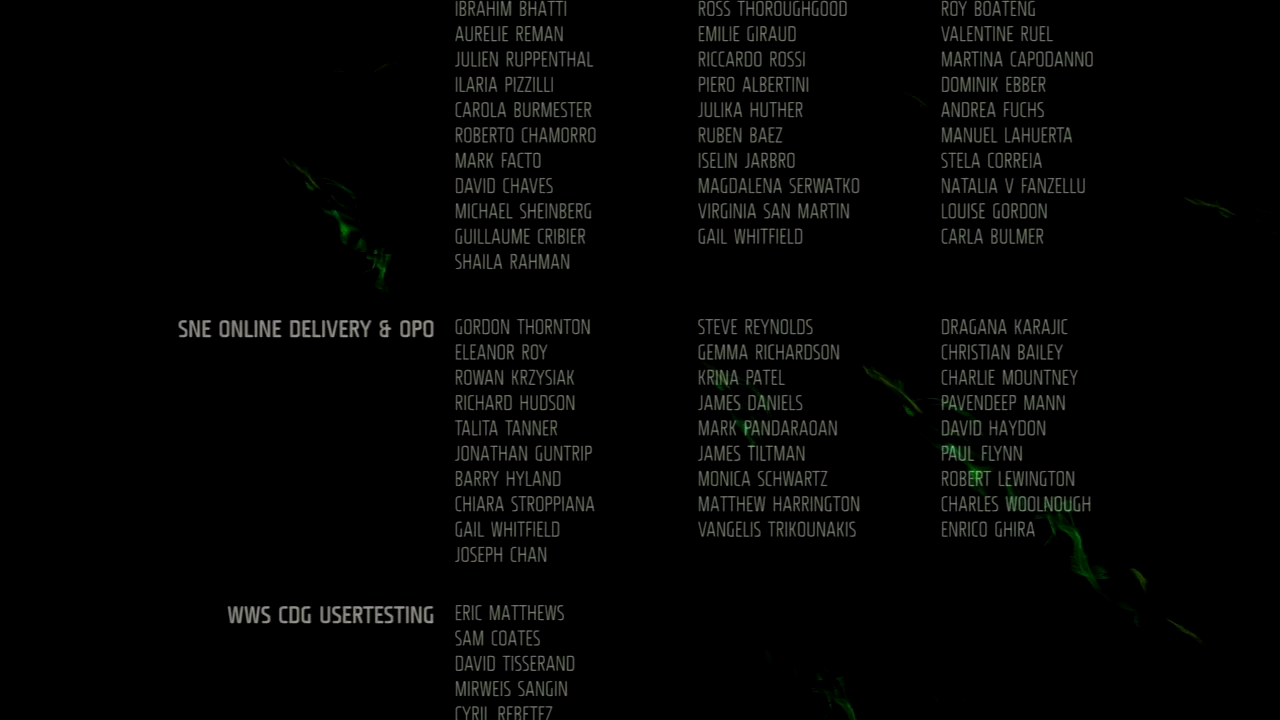 IBRAHIM BHATTI ROSS THOROUGHGOOD ROY BOATENG
AURELIE REMAN EMILIE GIRAUD VALENTINE RUEL
JULIEN RUPPENTHAL RICCARDO ROSSI MARTINA CAPODANNO
ILARIA PIZZILLI PIERO ALBERTINI DOMINIK EBBER
CAROLA BURMESTER JULIKA HUTHER ANDREA FUCHS
ROBERTO CHAMORRO RUBEN BAEZ MANUEL LAHUERTA
MARK FACTO ISELIN JARBRO STELA CORREIA
DAVID CHAVES MAGDALENA SERWATKO NATALIA V FANZELLU
MICHAEL SHEINBERG VIRGINIA SAN MARTIN LOUISE GORDON
GUILLAUME CRIBIER GAIL WHITFIELD CARLA BULMER
SHAILA RAHMAN
SNE ONLINE DELIVERY & OPO GORDON THORNTON STEVE REYNOLDS DRAGANA KARAJIC
ELEANOR ROY GEMMA RICHARDSON CHRISTIAN BAILEY
ROWAN KRZYSIAK KRINA PATEL CHARLIE MOUNTNEY
RICHARD HUDSON JAMES DANIELS PAVENDEEP MANN
TALITA TANNER MARK PANDARAOAN DAVID HAYDON
JONATHAN GUNTRIP JAMES TILTMAN PAUL FLYNN
BARRY HYLAND MONICA SCHWARTZ ROBERT LEWINGTON
CHIARA STROPPIANA MATTHEW HARRINGTON CHARLES WOOLNOUGH
GAIL WHITFIELD VANGELIS TRIKOUNAKIS ENRICO GHIRA
JOSEPH CHAN
WWS CDG USERTESTING ERIC MATTHEWS
SAM COATES
DAVID TISSERAND
MIRWEIS SANGIN
CYRIL REBETEZ